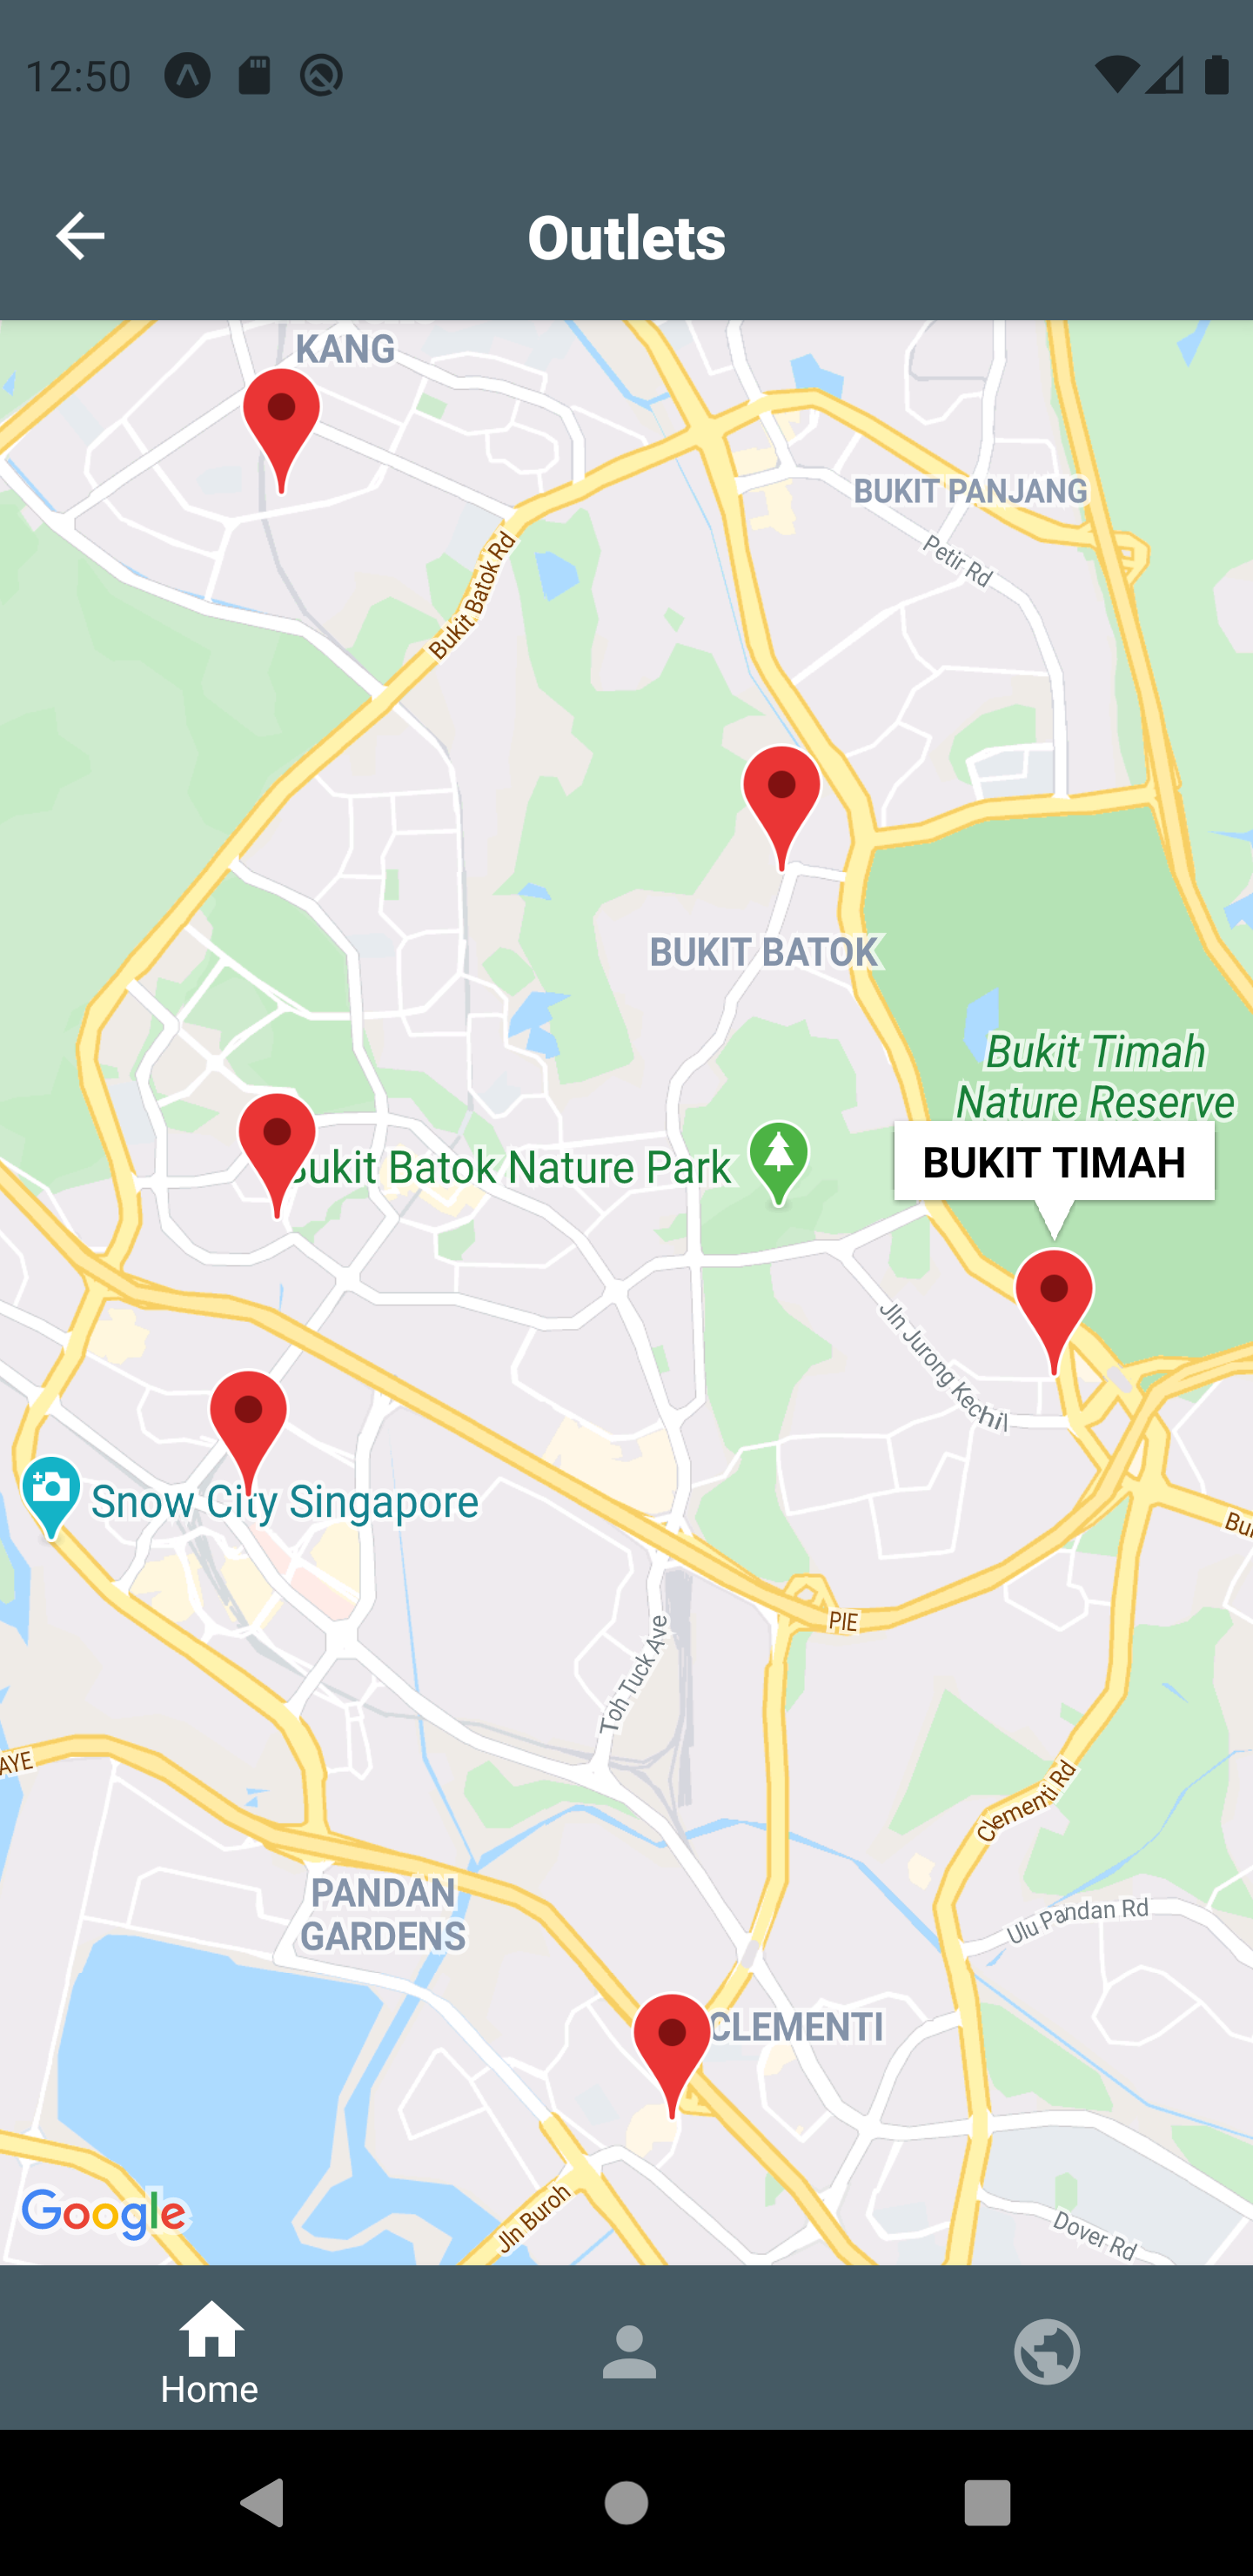 12:50
Outlets
KANG
BUKIT PANJANG
Petir Rd
Bukit Batok Rd
BUKIT BATOK
Bukit Timah
Nature Reserve
BUKIT TIMAH
Bukit Batok Nature Park
Jln Jurong Kechil
Snow City Singapore
PIE
Toh Tuck Ave
AYE
Clementi Rd
PANDAN
GARDENS
Ulu Pandan Rd
CLEMENTI
Jln Buroh
Dover Rd
Google
Home